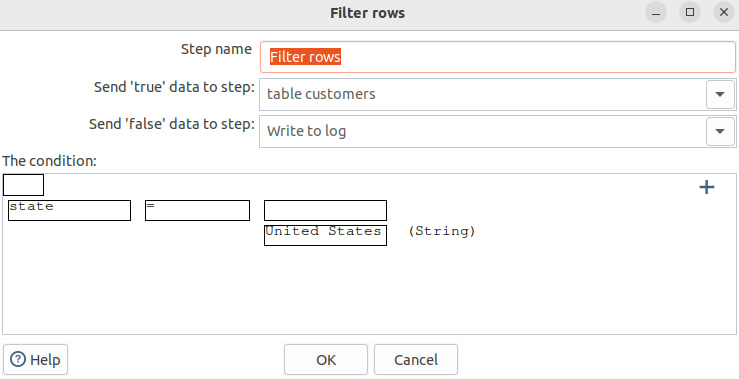 Filter rows
Step name Filter rows
Send 'true' data to step: table customers
Send 'false' data to step: Write to log
The condition:
state = 
United States (String)
Help OK Cancel